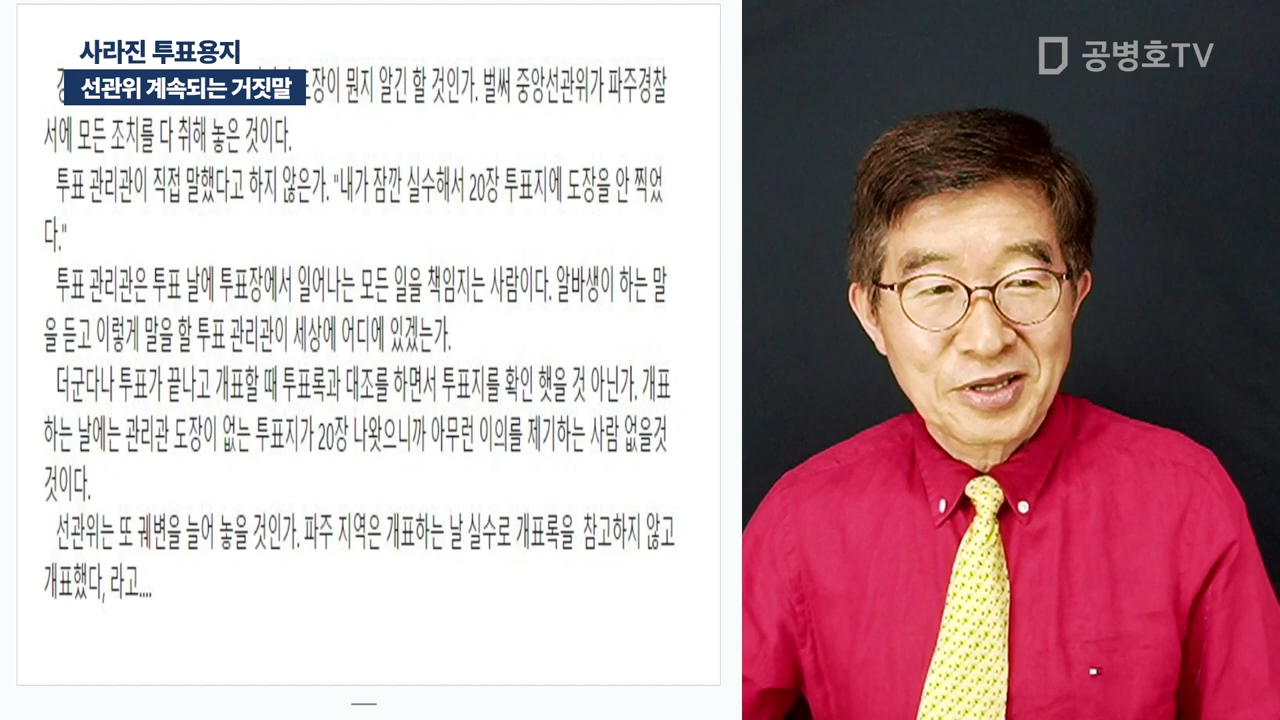 사라진 투표용지
선관위 계속되는 거짓말
공병호TV
도장이 뭔지 알긴 할 것인가. 벌써 중앙선관위가 파주경찰
서에 모든 조치를 다 취해 놓은 것이다.
투표 관리관이 직접 말했다고 하지 않은가. "내가 잠깐 실수해서 20장 투표지에 도장을 안 찍었
다."
투표 관리관은 투표 날에 투표장에서 일어나는 모든 일을 책임지는 사람이다. 알바생이 하는 말
을 듣고 이렇게 말을 할 투표 관리관이 세상에 어디에 있겠는가.
더군다나 투표가 끝나고 개표할 때 투표록과 대조를 하면서 투표지를 확인 햇을 것 아닌가. 개표
하는 날에는 관리관 도장이 없는 투표지가 20장 나왓으니까 아무런 이의를 제기하는 사람 없을것
것이다.
선관위는 또 궤변을 늘어 놓을 것인가. 파주 지역은 개표하는 날 실수로 개표록을 참고하지 않고
개표했다, 라고....